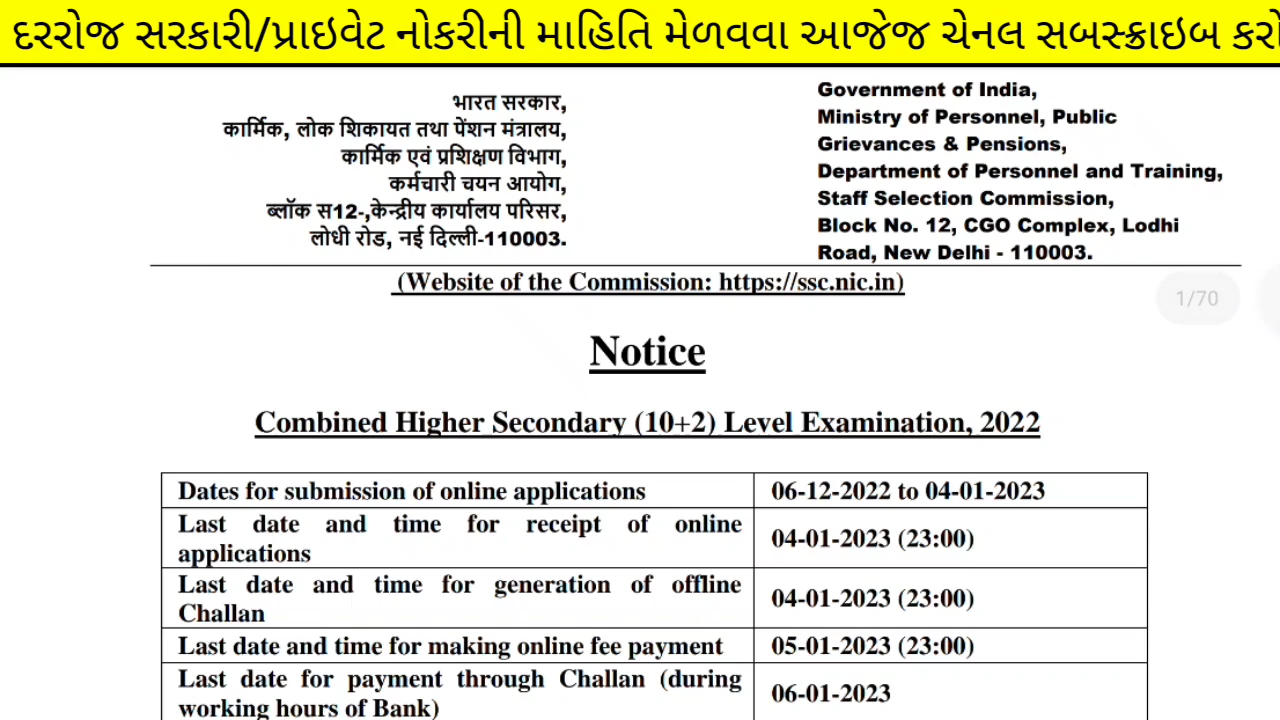 દરરોજ સરકારી/પ્રાઇવેટ નોકરીની માહિતિ મેળવવા આજેજ ચેનલ સબસ્ક્રાઇબ કરો
भारत सरकार,
कार्मिक, लोक शिकायत तथा पेंशन मंत्रालय,
कार्मिक एवं प्रशिक्षण विभाग,
कर्मचारी चयन आयोग,
ब्लॉक स12-,केन्द्रीय कार्यालय परिसर,
लोधी रोड, नई दिल्ली-110003.
Government of India,
Ministry of Personnel, Public
Grievances & Pensions,
Department of Personnel and Training,
Staff Selection Commission,
Block No. 12, CGO Complex, Lodhi
Road, New Delhi - 110003.
(Website of the Commission: https://ssc.nic.in)
1/70
Notice
Combined Higher Secondary (10+2) Level Examination, 2022
Dates for submission of online applications 06-12-2022 to 04-01-2023
Last date and time for receipt of online
applications 04-01-2023 (23:00)
Last date and time for generation of offline
Challan 04-01-2023 (23:00)
Last date and time for making online fee payment 05-01-2023 (23:00)
Last date for payment through Challan (during
working hours of Bank) 06-01-2023